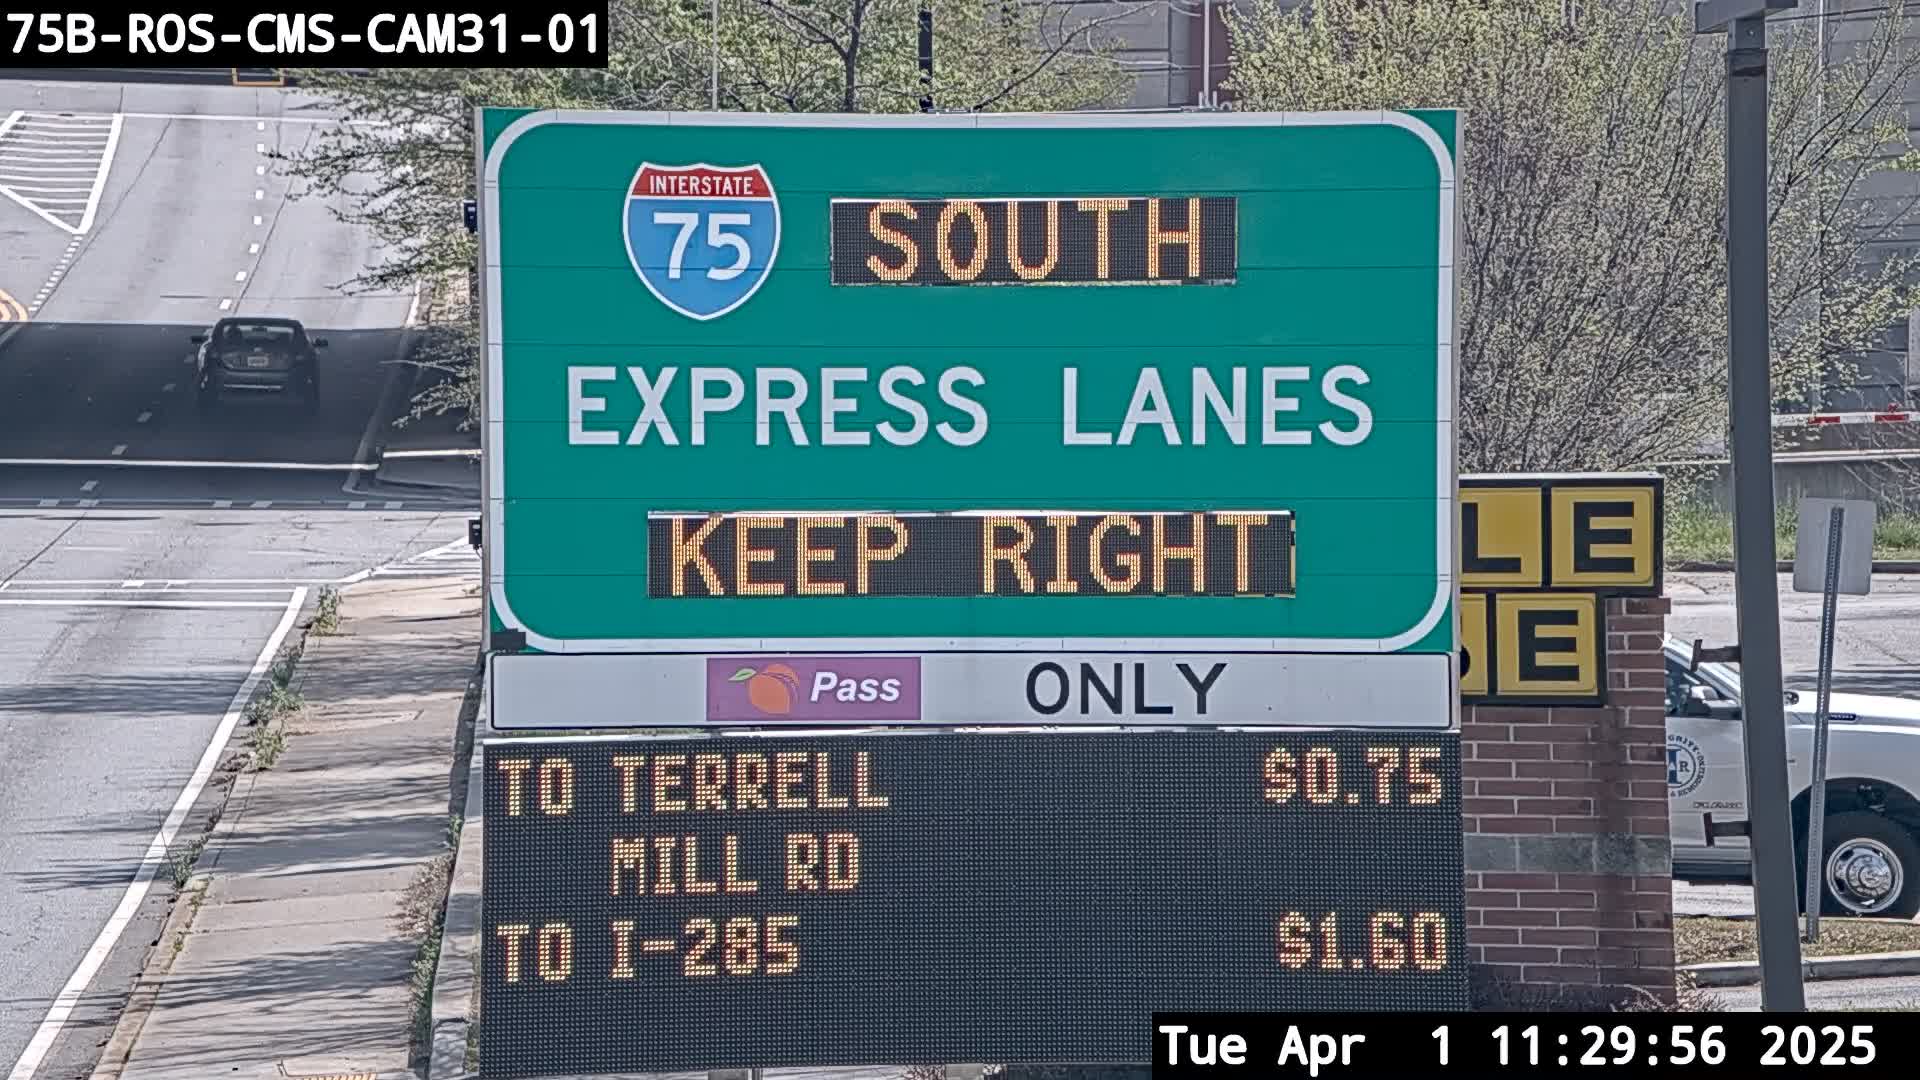 75B-ROS-CMS-CAM31-01
INTERSTATE
75
SOUTH
EXPRESS LANES
KEEP RIGHT
Pass ONLY
TO TERRELL $0.75
MILL RD
TO I-285 $1.60
LE
E
Tue Apr 1 11:29:56 2025